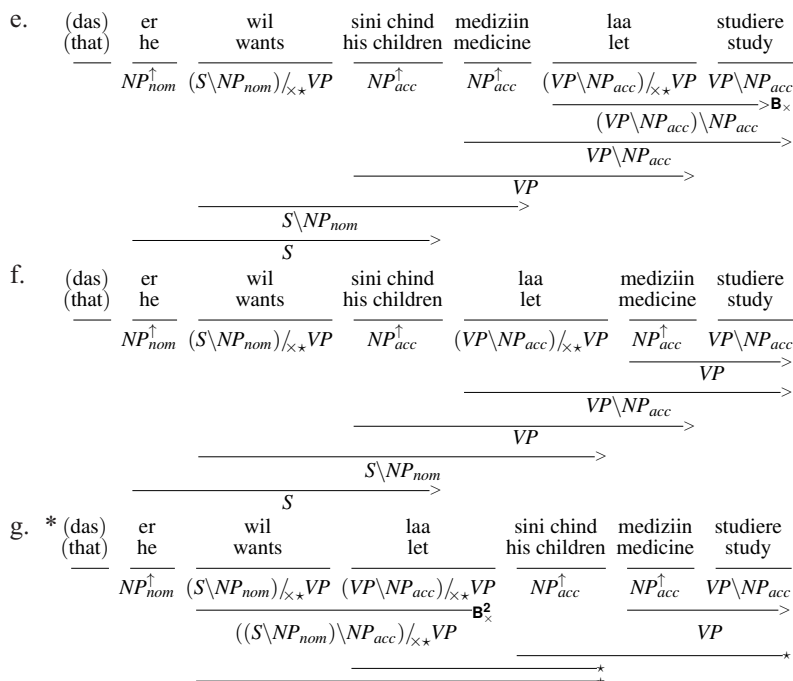 e. (das) er wil sini chind mediziin laa studiere
(that) he wants his children medicine let study
NP↑nom (S\NPnom)/×⋆VP NP↑acc NP↑acc (VP\NPacc)/×⋆VP VP\NPacc
>B×
(VP\NPacc)\NPacc
>
VP\NPacc
>
VP
>
S\NPnom
>
S
f. (das) er wil sini chind laa mediziin studiere
(that) he wants his children let medicine study
NP↑nom (S\NPnom)/×⋆VP NP↑acc (VP\NPacc)/×⋆VP NP↑acc VP\NPacc
>
VP
>
VP\NPacc
>
VP
>
S\NPnom
>
S
g. * (das) er wil laa sini chind mediziin studiere
(that) he wants let his children medicine study
NP↑nom (S\NPnom)/×⋆VP (VP\NPacc)/×⋆VP NP↑acc NP↑acc VP\NPacc
B²× >
((S\NPnom)\NPacc)/×⋆VP VP
⋆
⋆
⋆